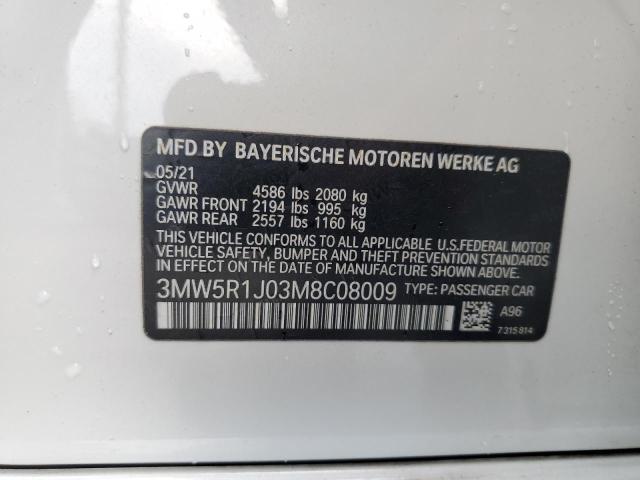 MFD BY BAYERISCHE MOTOREN WERKE AG
05/21
GVWR 4586 lbs 2080 kg
GAWR FRONT 2194 lbs 995 kg
GAWR REAR 2557 lbs 1160 kg
THIS VEHICLE CONFORMS TO ALL APPLICABLE U.S.FEDERAL MOTOR
VEHICLE SAFETY, BUMPER AND THEFT PREVENTION STANDARDS
IN EFFECT ON THE DATE OF MANUFACTURE SHOWN ABOVE.
3MW5R1J03M8C08009 TYPE: PASSENGER CAR
A96
7 315 814